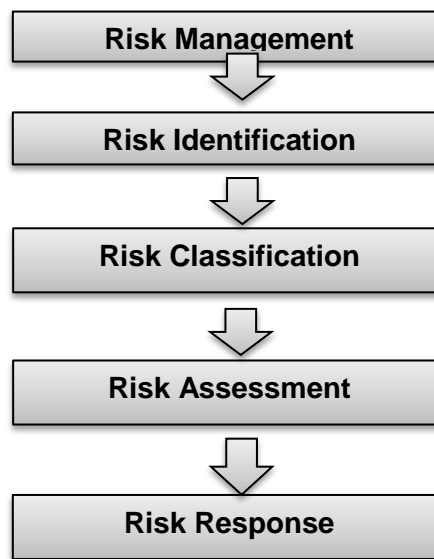 Risk Management
Risk Identification
Risk Classification
Risk Assessment
Risk Response